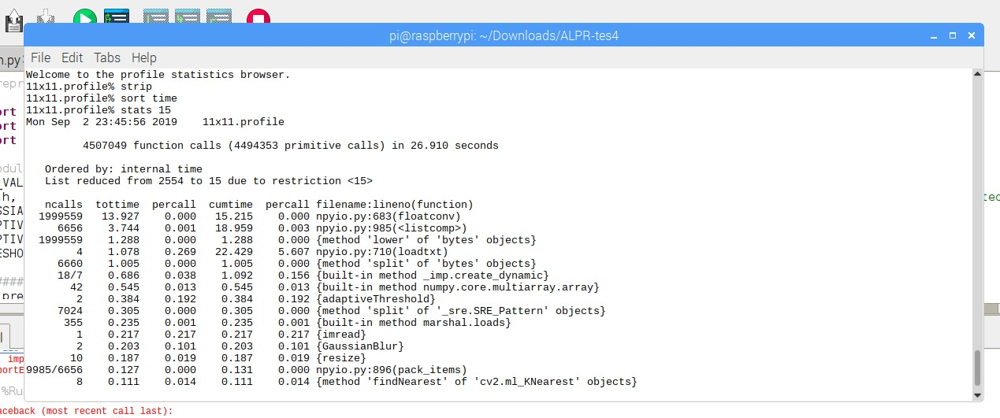 pi@raspberrypi: ~/Downloads/ALPR-tes4
File Edit Tabs Help
Welcome to the profile statistics browser.
11x11.profile% strip
11x11.profile% sort time
11x11.profile% stats 15
Mon Sep  2 23:45:56 2019    11x11.profile
4507049 function calls (4494353 primitive calls) in 26.910 seconds
Ordered by: internal time
List reduced from 2554 to 15 due to restriction <15>
ncalls  tottime  percall  cumtime  percall filename:lineno(function)
1999559   13.927    0.000   15.215    0.000 npyio.py:683(floatconv)
6656    3.744    0.001   18.959    0.003 npyio.py:985(<listcomp>)
1999559    1.288    0.000    1.288    0.000 {method 'lower' of 'bytes' objects}
4    1.078    0.269   22.429    5.607 npyio.py:710(loadtxt)
6660    1.005    0.000    1.005    0.000 {method 'split' of 'bytes' objects}
18/7    0.686    0.038    1.092    0.156 {built-in method _imp.create_dynamic}
42    0.545    0.013    0.545    0.013 {built-in method numpy.core.multiarray.array}
2    0.384    0.192    0.384    0.192 {adaptiveThreshold}
7024    0.305    0.000    0.305    0.000 {method 'split' of '_sre.SRE_Pattern' objects}
355    0.235    0.001    0.235    0.001 {built-in method marshal.loads}
1    0.217    0.217    0.217    0.217 {imread}
2    0.203    0.101    0.203    0.101 {GaussianBlur}
10    0.187    0.019    0.187    0.019 {resize}
9985/6656    0.127    0.000    0.131    0.000 npyio.py:896(pack_items)
8    0.111    0.014    0.111    0.014 {method 'findNearest' of 'cv2.ml_KNearest' objects}
n.py
repr
ort
ort
ort
odul
_VAL
h,
SSIA
PTIV
PTIV
ESHO
####
pre
l
imp
portE
%Ru
aceback (most recent call last):
ted